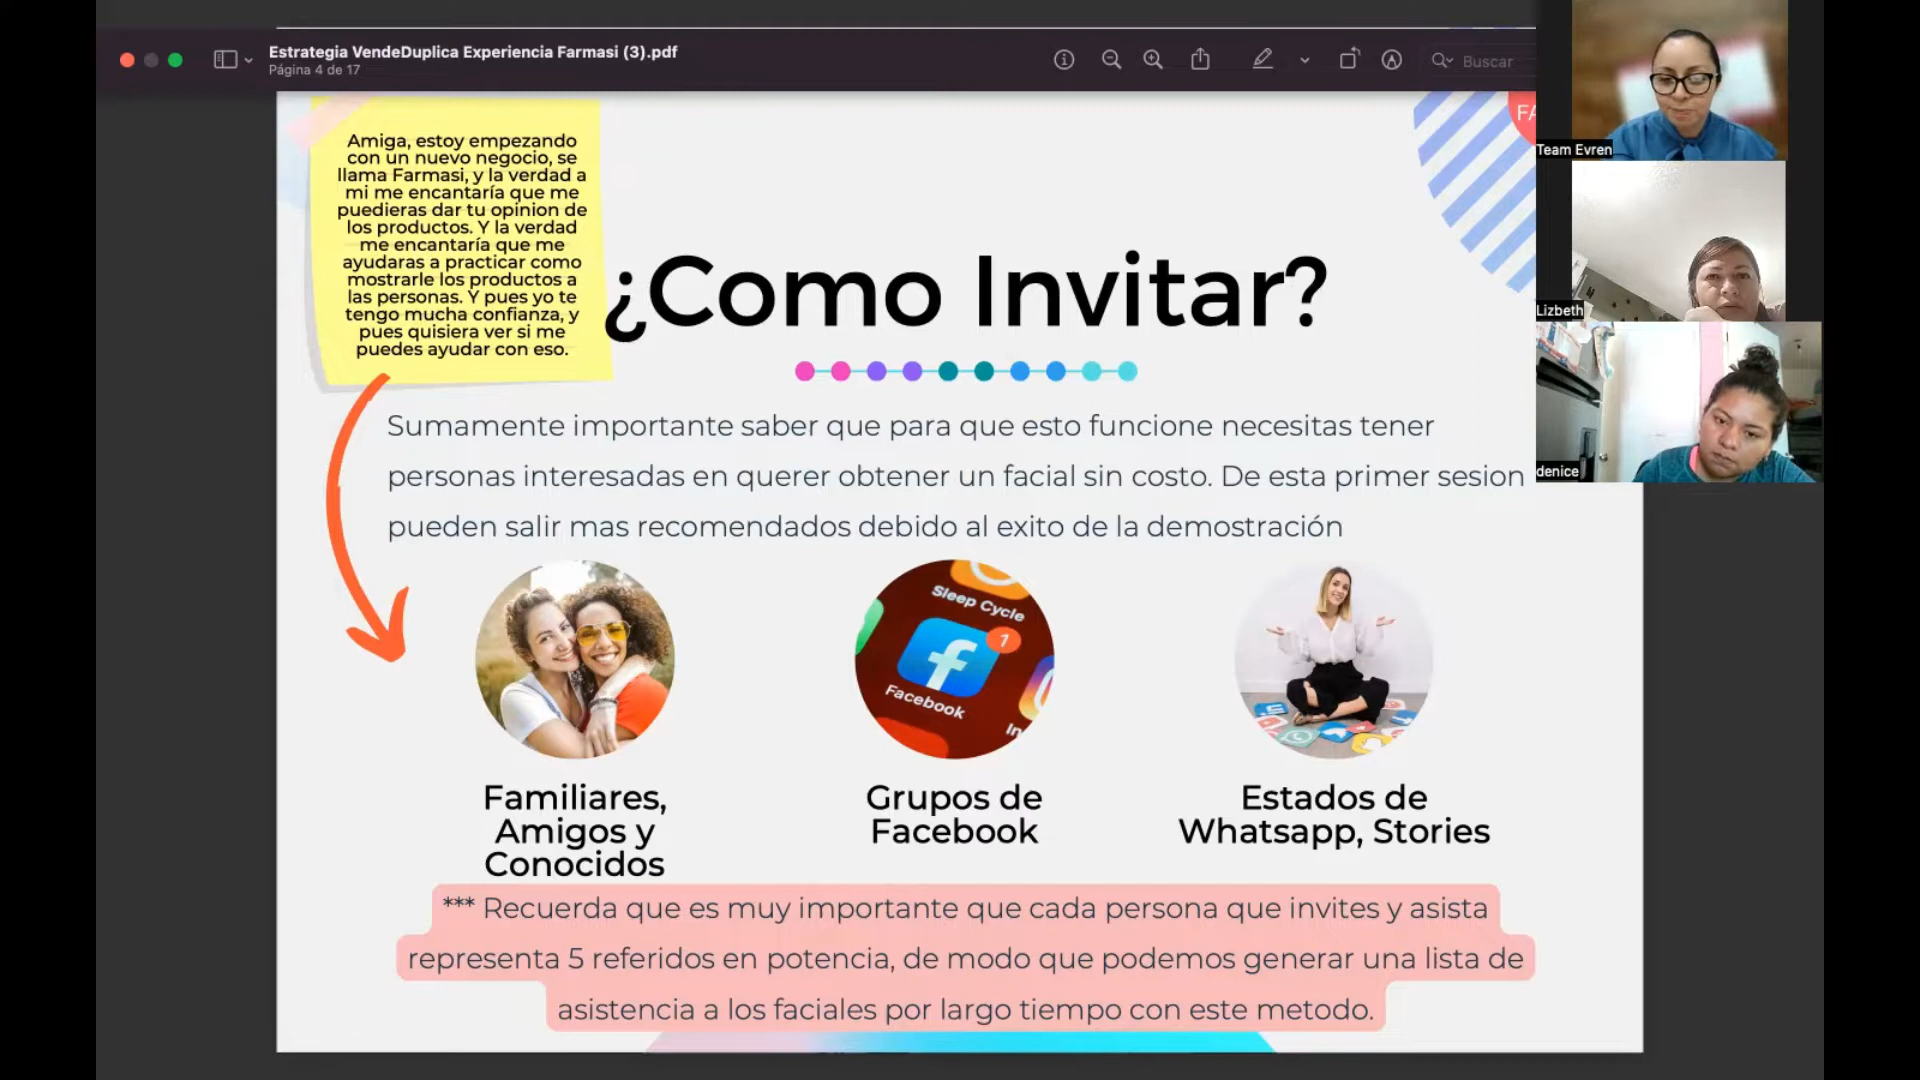 Estrategia VendeDuplica Experiencia Farmasi (3).pdf
Página 4 de 17
Buscar
Amiga, estoy empezando
con un nuevo negocio, se
llama Farmasi, y la verdad a
mi me encantaría que me
puedieras dar tu opinion de
los productos. Y la verdad
me encantaría que me
ayudaras a practicar como
mostrarle los productos a
las personas. Y pues yo te
tengo mucha confianza, y
pues quisiera ver si me
puedes ayudar con eso.
FA
Team Evren
Lizbeth
denice
¿Como Invitar?
Sumamente importante saber que para que esto funcione necesitas tener
personas interesadas en querer obtener un facial sin costo. De esta primer sesion
pueden salir mas recomendados debido al exito de la demostración
Sleep Cycle
1
Facebook
In
Familiares,
Amigos y
Conocidos
Grupos de
Facebook
Estados de
Whatsapp, Stories
*** Recuerda que es muy importante que cada persona que invites y asista
representa 5 referidos en potencia, de modo que podemos generar una lista de
asistencia a los faciales por largo tiempo con este metodo.